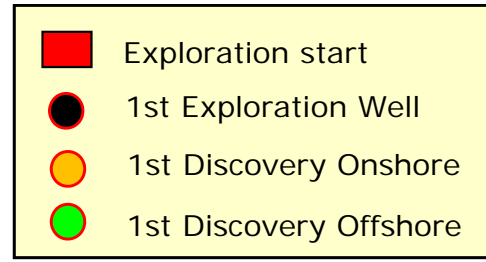 Exploration start
1st Exploration Well
1st Discovery Onshore
1st Discovery Offshore